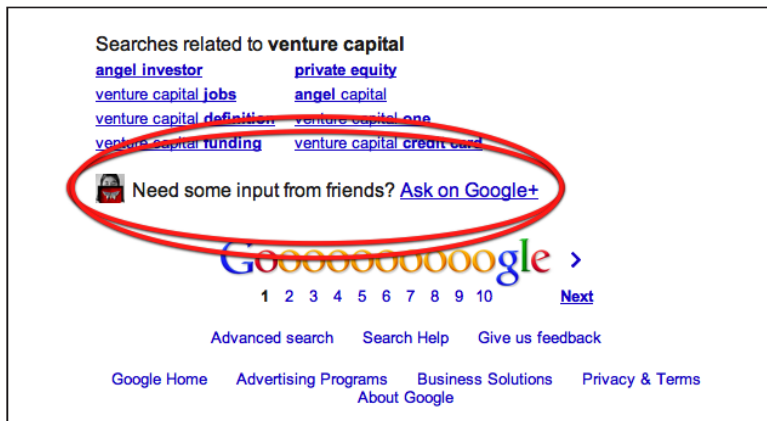 Searches related to venture capital
angel investor private equity
venture capital jobs angel capital
venture capital definition venture capital one
venture capital funding venture capital credit card
Need some input from friends? Ask on Google+
Goooooooooogle >
1 2 3 4 5 6 7 8 9 10 Next
Advanced search Search Help Give us feedback
Google Home Advertising Programs Business Solutions Privacy & Terms
About Google